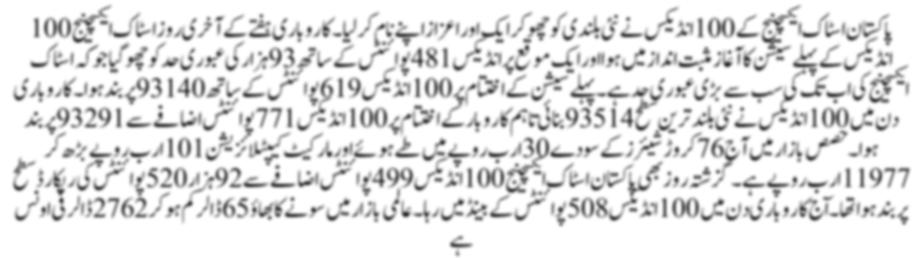 پاکستان اسٹاک ایکسچینج کے 100 انڈیکس نے نئی بلندی کو چھو کر ایک اور اعزاز اپنے نام کر لیا۔ کاروباری ہفتے کے آخری روز اسٹاک ایکسچینج 100
انڈیکس کے پہلے سیشن کا آغاز مثبت انداز میں ہوا اور ایک موقع پر انڈیکس 481 پوائنٹس کے ساتھ 93 ہزار کی عبوری حد کو چھو گیا جو کہ اسٹاک
ایکسچینج کی اب تک کی سب سے بڑی عبوری حد ہے۔ پہلے سیشن کے اختتام پر 100 انڈیکس 619 پوائنٹس کے ساتھ 93140 پر بند ہوا۔ کاروباری
دن میں 100 انڈیکس نے نئی بلند ترین سطح 93514 بنائی تاہم کاروبار کے اختتام پر 100 انڈیکس 771 پوائنٹس اضافے سے 93291 پر بند
ہوا۔ حصص بازار میں آج 76 کروڑ شیئرز کے سودے 30 ارب روپے میں طے ہوئے اور مارکیٹ کیپٹلائزیشن 101 ارب روپے بڑھ کر
11977 ارب روپے ہے۔ گزشتہ روز بھی پاکستان اسٹاک ایکسچینج 100 انڈیکس 499 پوائنٹس اضافے سے 92 ہزار 520 پوائنٹس کی ریکارڈ سطح
پر بند ہوا تھا۔ آج کاروباری دن میں 100 انڈیکس 508 پوائنٹس کے بینڈ میں رہا۔ عالمی بازار میں سونے کا بھاؤ 65 ڈالر کم ہو کر 2762 ڈالر فی اونس
ہے